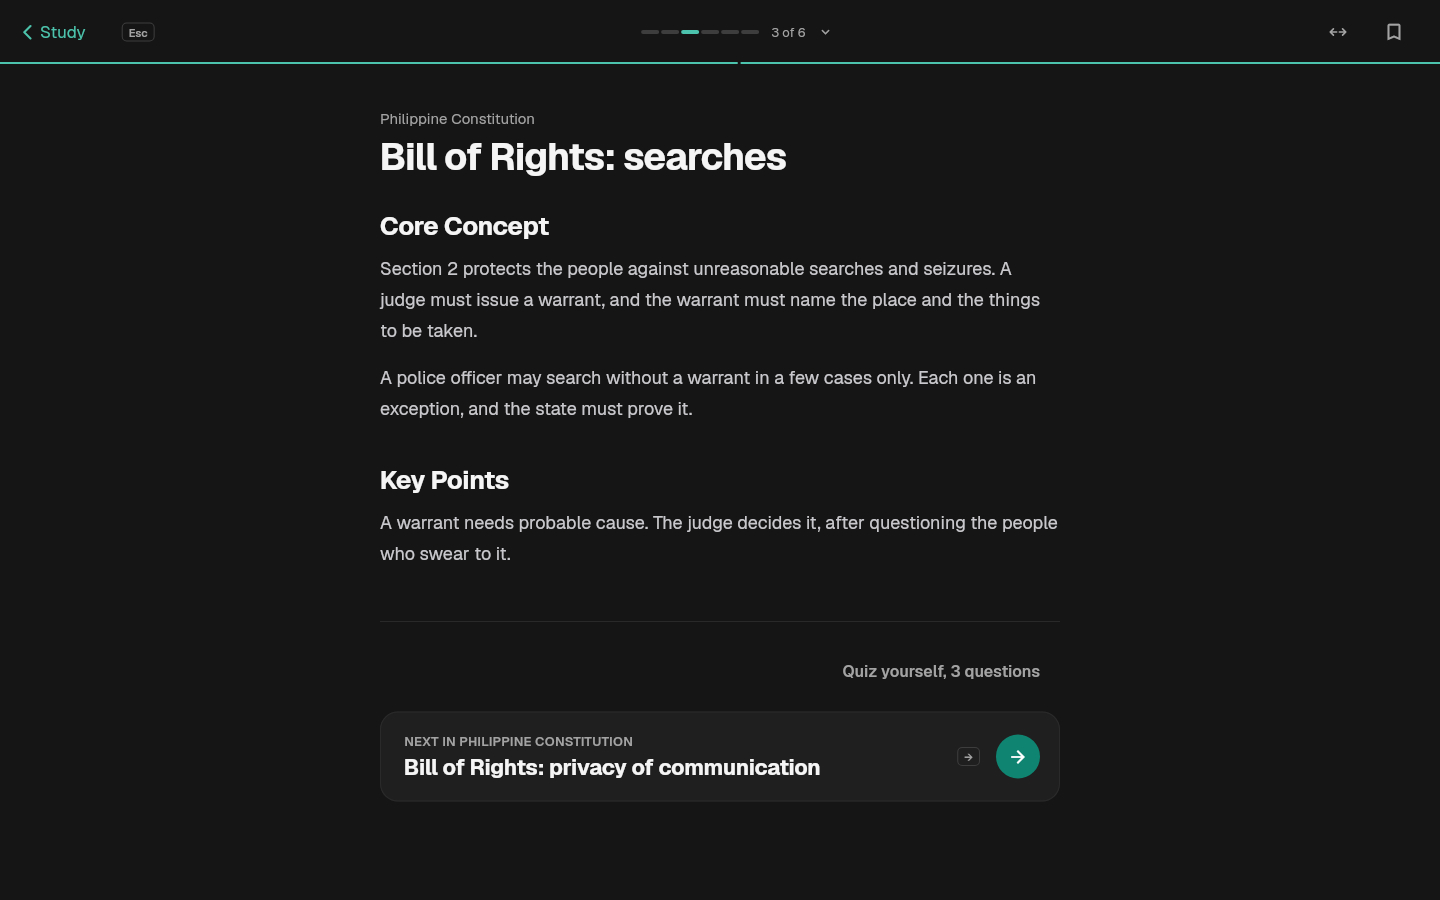 Study
Esc
3 of 6
Philippine Constitution
Bill of Rights: searches
Core Concept
Section 2 protects the people against unreasonable searches and seizures. A
judge must issue a warrant, and the warrant must name the place and the things
to be taken.
A police officer may search without a warrant in a few cases only. Each one is an
exception, and the state must prove it.
Key Points
A warrant needs probable cause. The judge decides it, after questioning the people
who swear to it.
Quiz yourself, 3 questions
NEXT IN PHILIPPINE CONSTITUTION
Bill of Rights: privacy of communication